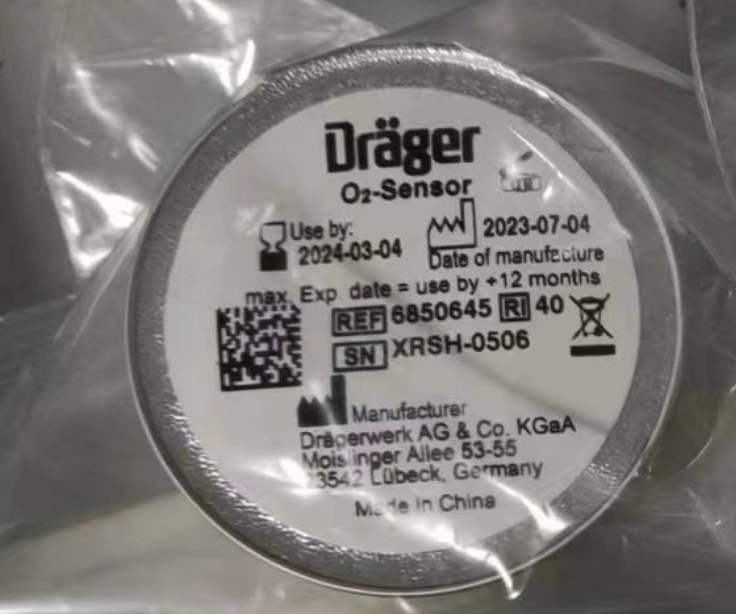 Dräger
O₂-Sensor
Use by:
2024-03-04
2023-07-04
Date of manufacture
max. Exp. date = use by +12 months
REF 6850645 RI 40
SN XRSH-0506
Manufacturer
Drägerwerk AG & Co. KGaA
Moislinger Allee 53-55
23542 Lübeck, Germany
Made in China